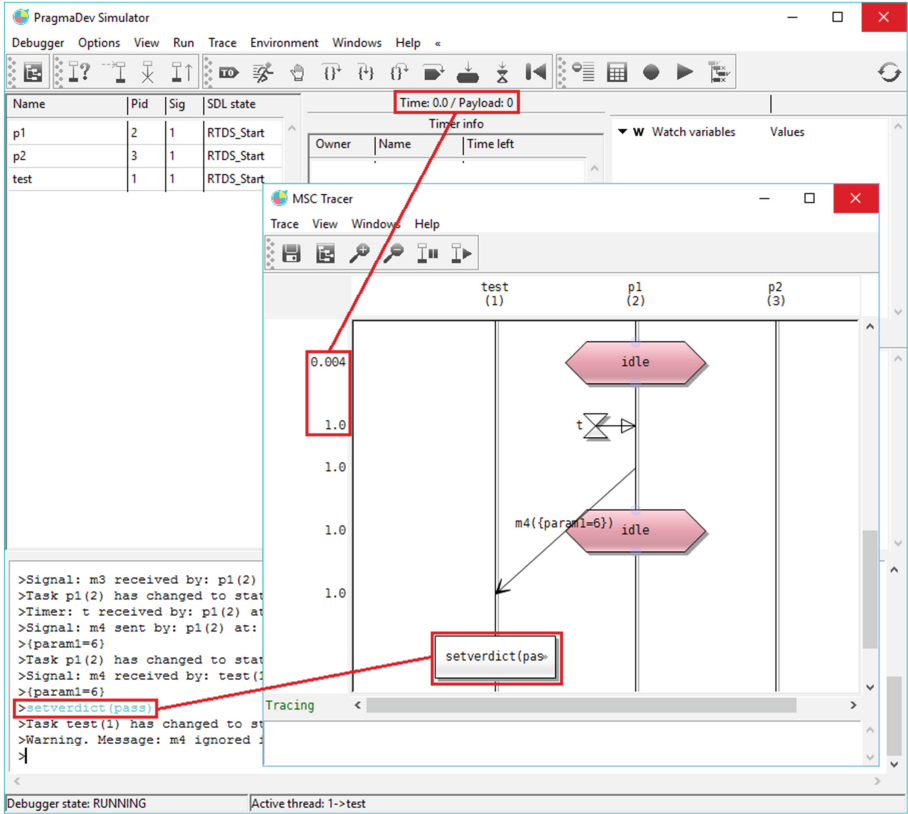 PragmaDev Simulator
Debugger Options View Run Trace Environment Windows Help «
Name Pid Sig SDL state
p1 2 1 RTDS_Start
p2 3 1 RTDS_Start
test 1 1 RTDS_Start
Time: 0.0 / Payload: 0
Timer info
Owner Name Time left
W Watch variables Values
MSC Tracer
Trace View Windows Help
test p1 p2
(1) (2) (3)
0.004 idle
1.0 t
1.0
m4({param1=6})
1.0 idle
1.0
setverdict(pas
Tracing
>Signal: m3 received by: p1(2)
>Task p1(2) has changed to stat
>Timer: t received by: p1(2) at
>Signal: m4 sent by: p1(2) at:
>{param1=6}
>Task p1(2) has changed to stat
>Signal: m4 received by: test(1
>{param1=6}
>setverdict(pass)
>Task test(1) has changed to st
>Warning. Message: m4 ignored i
>
Debugger state: RUNNING Active thread: 1->test